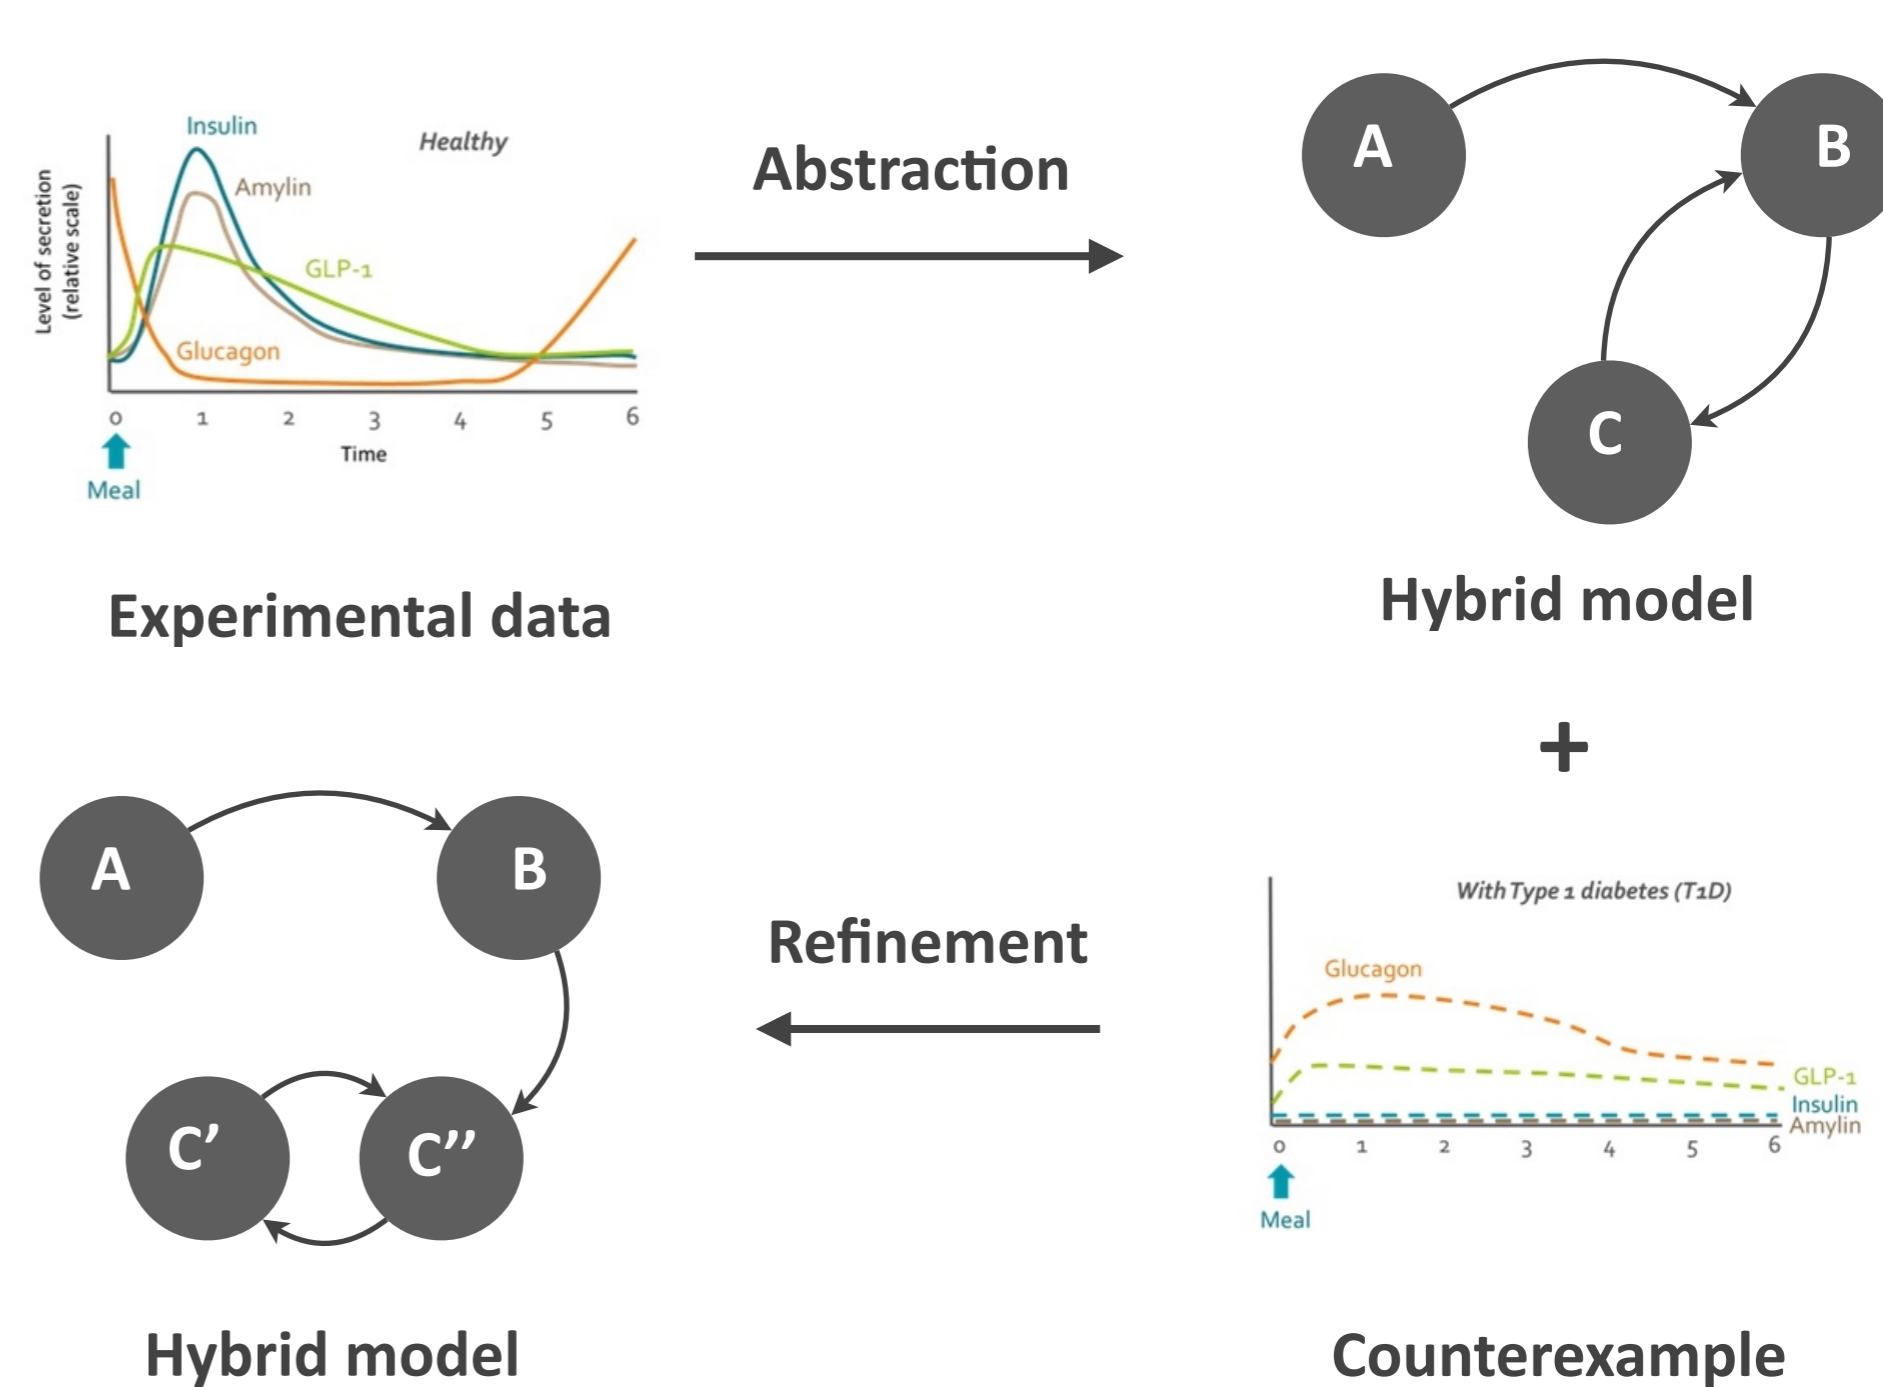 Insulin
Healthy
Amylin
GLP-1
Glucagon
Level of secretion
(relative scale)
0 1 2 3 4 5 6
Time
Meal
Experimental data
Abstraction
A
B
C
Hybrid model
+
With Type 1 diabetes (T1D)
Glucagon
GLP-1
Insulin
Amylin
0 1 2 3 4 5 6
Meal
Counterexample
Refinement
A
B
C’
C’’
Hybrid model